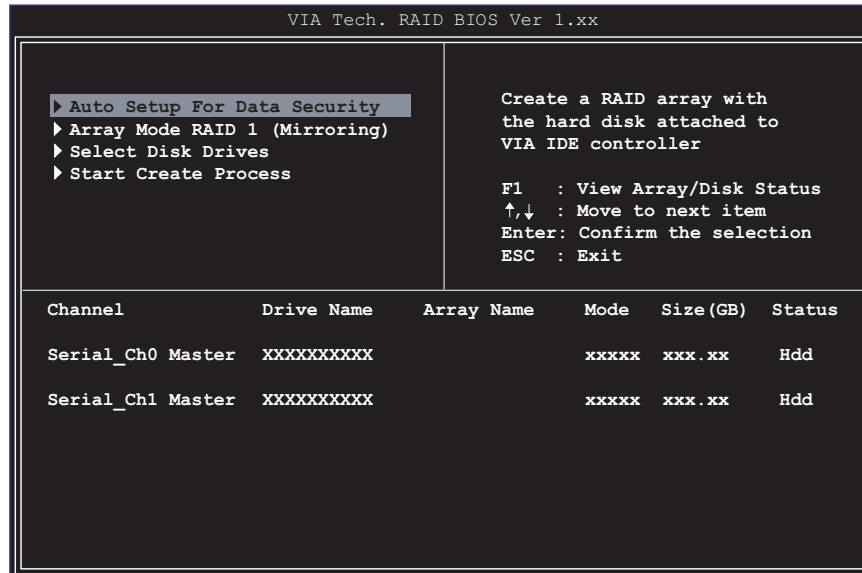 VIA Tech. RAID BIOS Ver 1.xx
Auto Setup For Data Security
Array Mode RAID 1 (Mirroring)
Select Disk Drives
Start Create Process
Create a RAID array with
the hard disk attached to
VIA IDE controller
F1 : View Array/Disk Status
↑,↓ : Move to next item
Enter: Confirm the selection
ESC : Exit
Channel Drive Name Array Name Mode Size(GB) Status
Serial_Ch0 Master XXXXXXXXXX xxxxx xxx.xx Hdd
Serial_Ch1 Master XXXXXXXXXX xxxxx xxx.xx Hdd